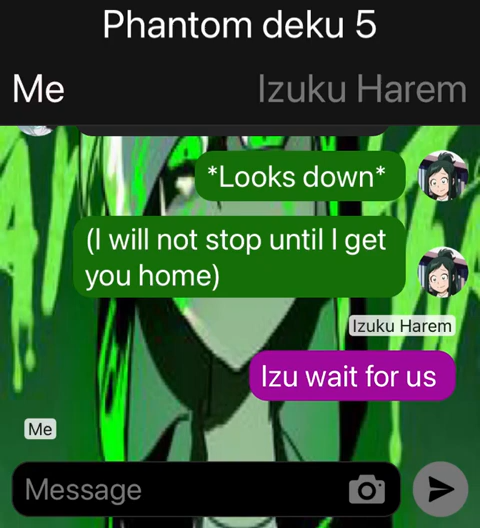 Phantom deku 5
Me
Izuku Harem
*Looks down*
(I will not stop until I get
you home)
Izuku Harem
Izu wait for us
Me
Message